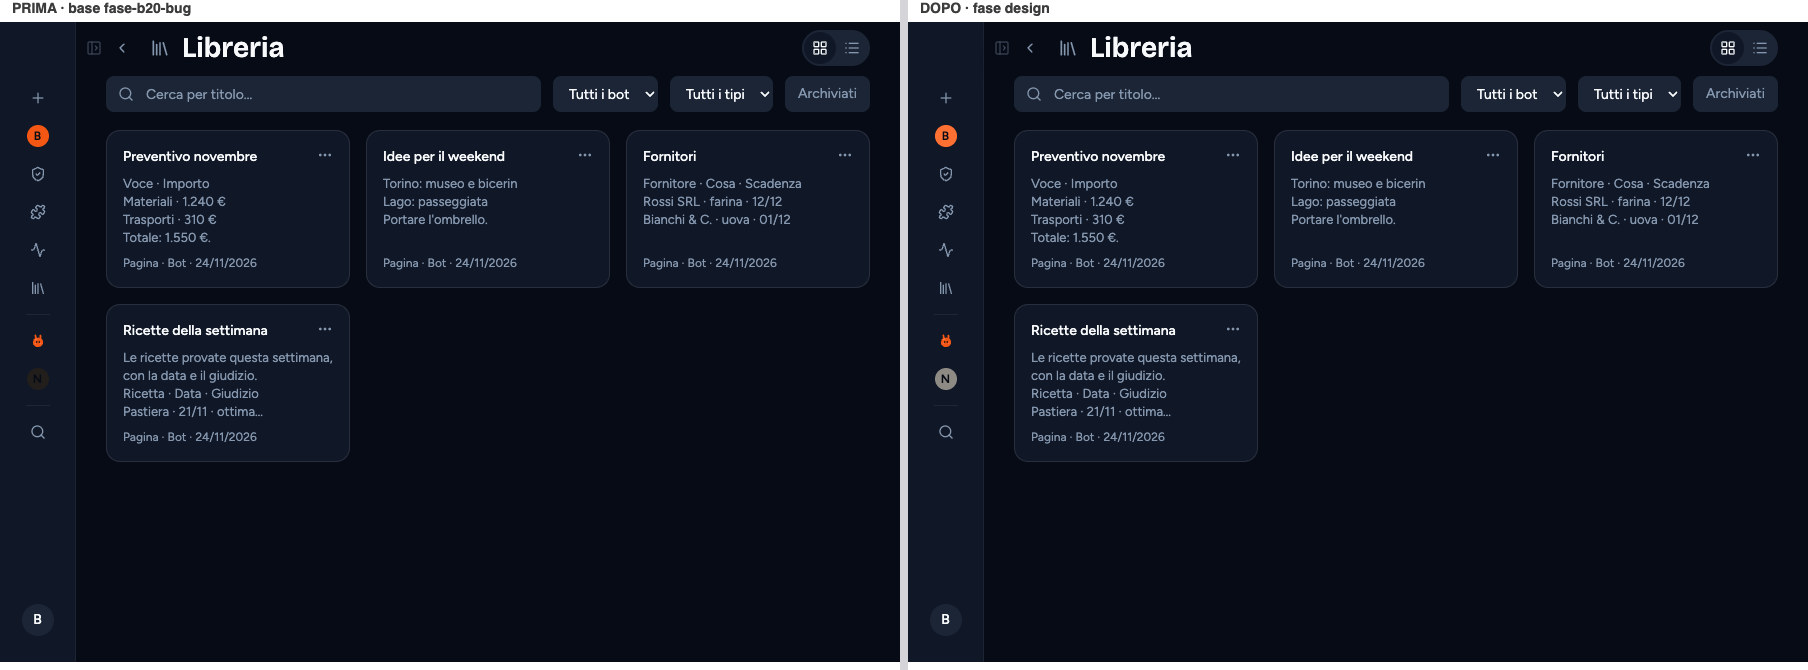 PRIMA · base fase-b20-bug
Libreria
Cerca per titolo...
Tutti i bot
Tutti i tipi
Archiviati
B
Preventivo novembre
Voce · Importo
Materiali · 1.240 €
Trasporti · 310 €
Totale: 1.550 €.
Pagina · Bot · 24/11/2026
Idee per il weekend
Torino: museo e bicerin
Lago: passeggiata
Portare l'ombrello.
Pagina · Bot · 24/11/2026
Fornitori
Fornitore · Cosa · Scadenza
Rossi SRL · farina · 12/12
Bianchi & C. · uova · 01/12
Pagina · Bot · 24/11/2026
Ricette della settimana
Le ricette provate questa settimana,
con la data e il giudizio.
Ricetta · Data · Giudizio
Pastiera · 21/11 · ottima...
Pagina · Bot · 24/11/2026
N
B
DOPO · fase design
Libreria
Cerca per titolo...
Tutti i bot
Tutti i tipi
Archiviati
B
Preventivo novembre
Voce · Importo
Materiali · 1.240 €
Trasporti · 310 €
Totale: 1.550 €.
Pagina · Bot · 24/11/2026
Idee per il weekend
Torino: museo e bicerin
Lago: passeggiata
Portare l'ombrello.
Pagina · Bot · 24/11/2026
Fornitori
Fornitore · Cosa · Scadenza
Rossi SRL · farina · 12/12
Bianchi & C. · uova · 01/12
Pagina · Bot · 24/11/2026
Ricette della settimana
Le ricette provate questa settimana,
con la data e il giudizio.
Ricetta · Data · Giudizio
Pastiera · 21/11 · ottima...
Pagina · Bot · 24/11/2026
N
B